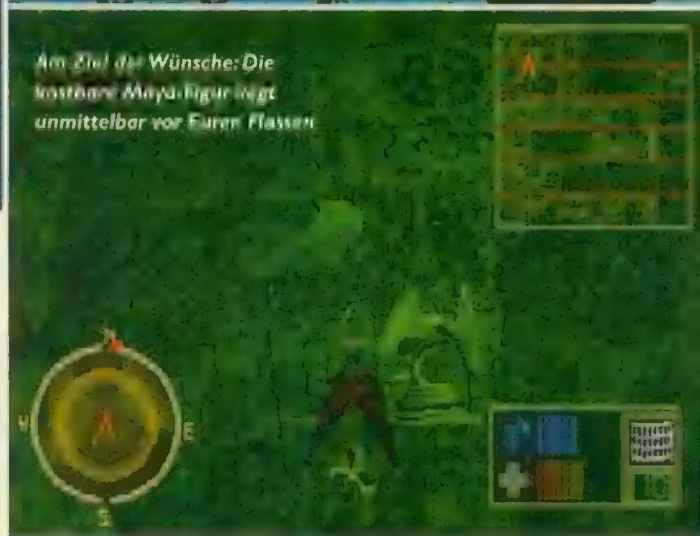 Am Ziel der Wünsche: Die
kostbare Maya-Figur liegt
unmittelbar vor Euren Flossen
N
E
S